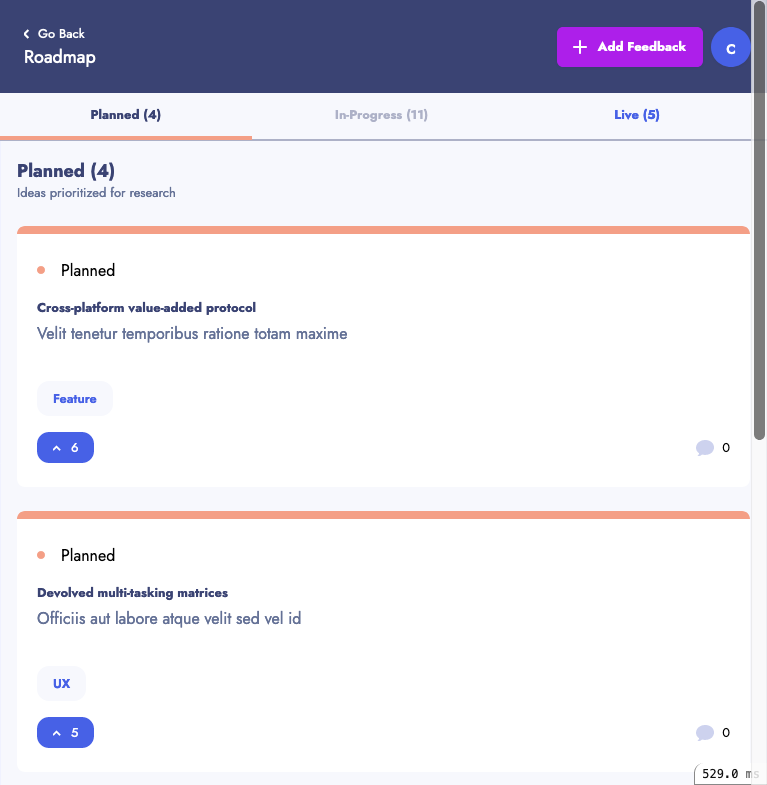 Go Back
Roadmap
Add Feedback
C
Planned (4)
In-Progress (11)
Live (5)
Planned (4)
Ideas prioritized for research
Planned
Cross-platform value-added protocol
Velit tenetur temporibus ratione totam maxime
Feature
6
0
Planned
Devolved multi-tasking matrices
Officiis aut labore atque velit sed vel id
UX
5
0
529.0 ms